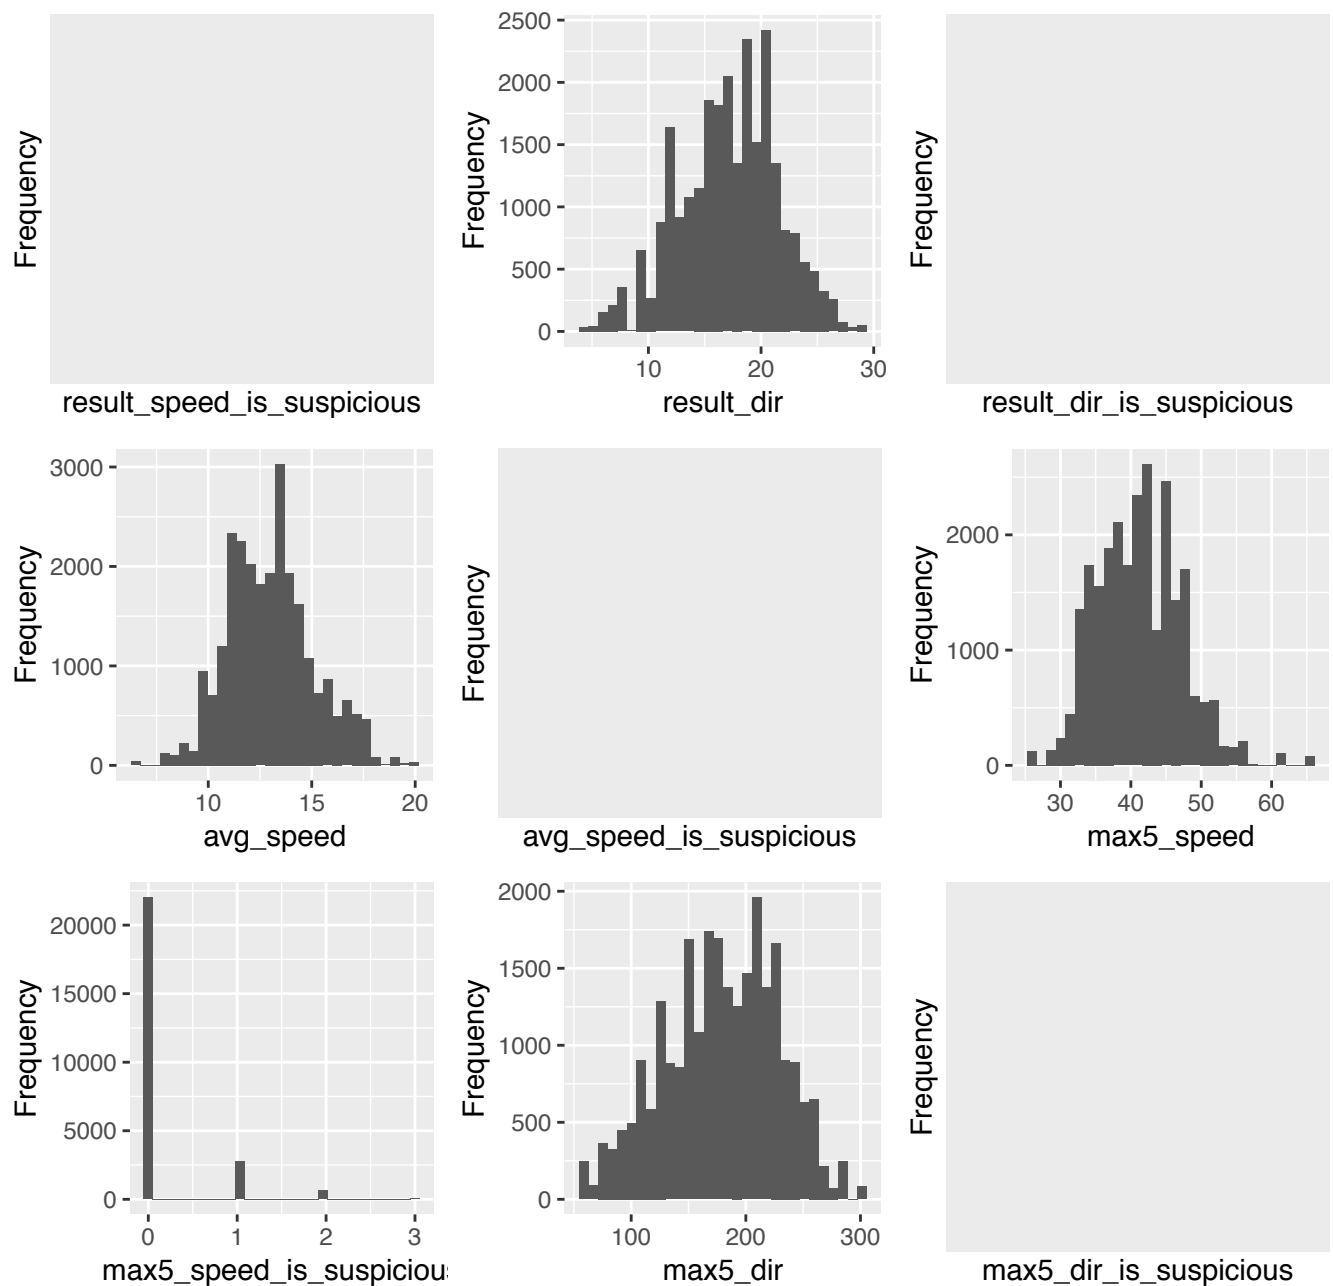 Frequency
result_speed_is_suspicious
2500
2000
1500
1000
500
0
Frequency
10 20 30
result_dir
Frequency
result_dir_is_suspicious
3000
2000
1000
0
Frequency
10 15 20
avg_speed
Frequency
avg_speed_is_suspicious
2000
1000
0
Frequency
30 40 50 60
max5_speed
20000
15000
10000
5000
0
Frequency
0 1 2 3
max5_speed_is_suspicious
2000
1500
1000
500
0
Frequency
100 200 300
max5_dir
Frequency
max5_dir_is_suspicious